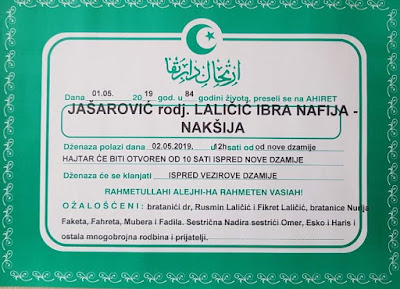 ارتحال دار بقا
Dana 01.05. 2019 god. u 84 godini života, preseli se na AHIRET
JAŠAROVIĆ rodj. LALIČIĆ IBRA NAFIJA -
NAKŠIJA
Dženaza polazi dana 02.05.2019. u 12h sati od od nove dzamije
HAJTAR ĆE BITI OTVOREN OD 10 SATI ISPRED NOVE DZAMIJE
Dženaza će se klanjati ISPRED VEZIROVE DZAMIJE
RAHMETULLAHI ALEJHI-HA RAHMETEN VASIAH!
OŽALOŠĆENI: bratanići dr, Rusmin Laličić i Fikret Laličić, bratanice Nurija
Faketa, Fahreta, Mubera i Fadila. Sestrična Nadira sestrići Omer, Esko i Haris i
ostala mnogobrojna rodbina i prijatelji.